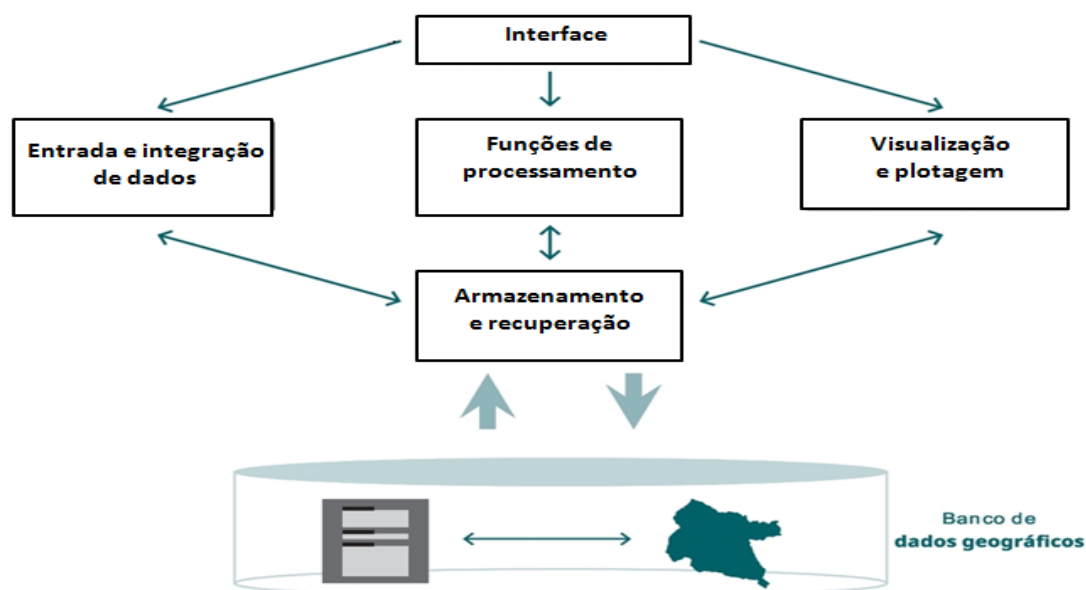 Interface
Entrada e integração
de dados
Funções de
processamento
Visualização
e plotagem
Armazenamento
e recuperação
Banco de
dados geográficos